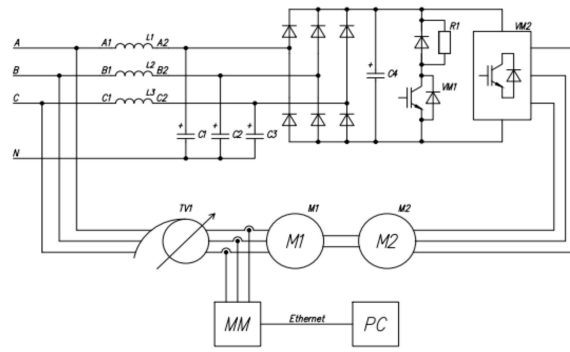 L1
A A1 A2
L2
B B1 B2
L3
C C1 C2
N
C1 C2 C3
C4
R1
VM1
VM2
TV1
M1
M1
M2
M2
MM
Ethernet
PC